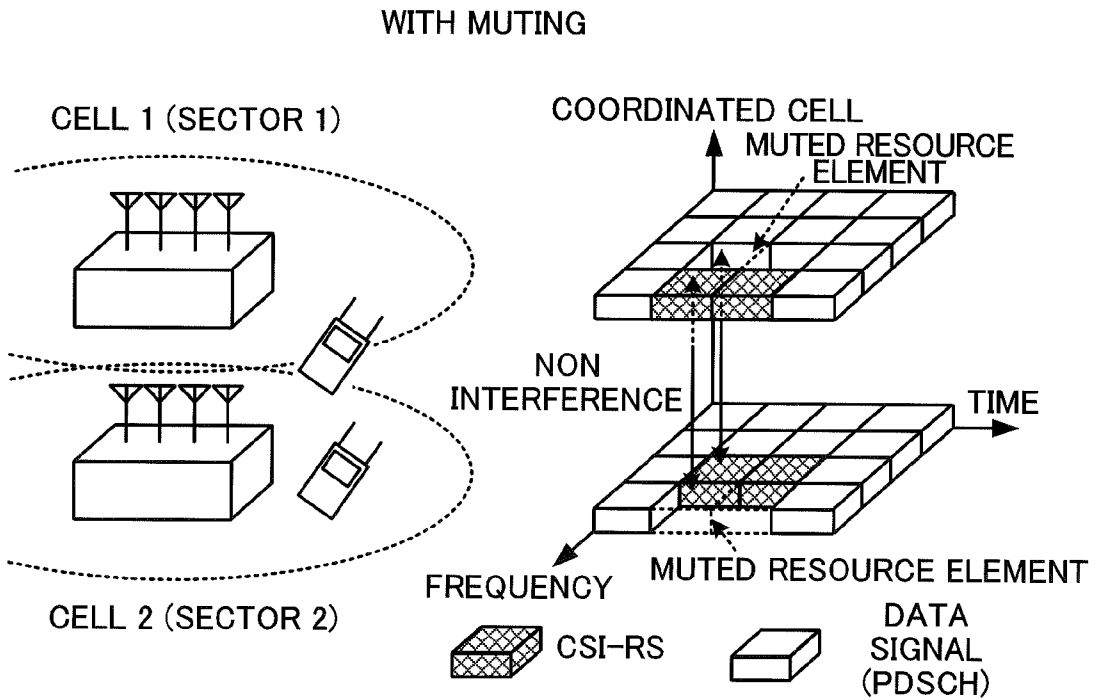 WITH MUTING
CELL 1 (SECTOR 1)
COORDINATED CELL
MUTED RESOURCE
ELEMENT
NON
INTERFERENCE
TIME
FREQUENCY
MUTED RESOURCE ELEMENT
CELL 2 (SECTOR 2)
CSI-RS
DATA
SIGNAL
(PDSCH)